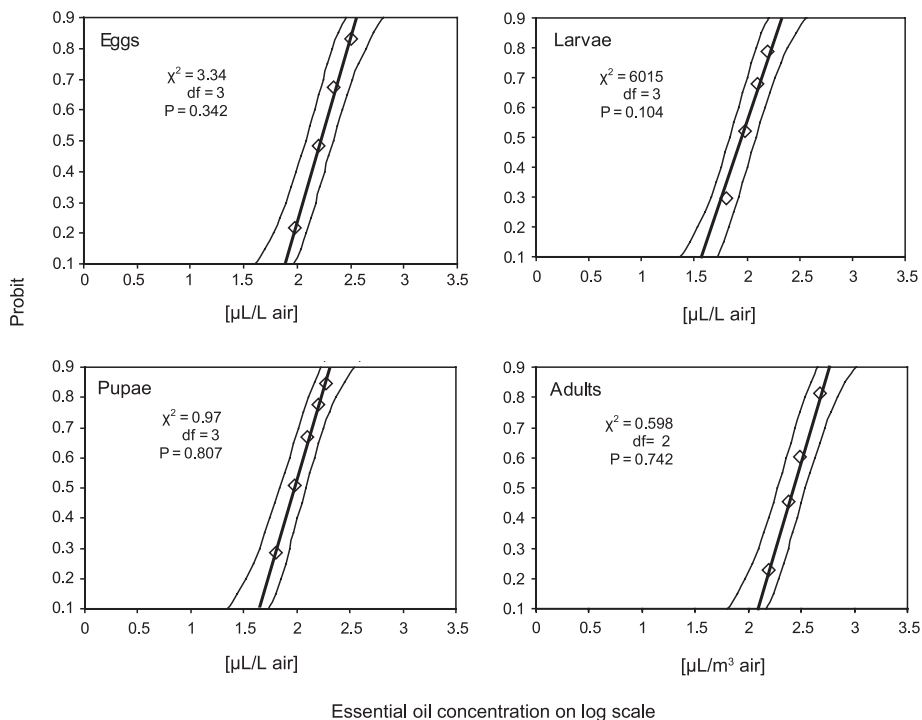 Probit
0.9
0.8
0.7
0.6
0.5
0.4
0.3
0.2
0.1
Eggs
χ² = 3.34
df = 3
P = 0.342
0 0.5 1 1.5 2 2.5 3 3.5
[µL/L air]
0.9
0.8
0.7
0.6
0.5
0.4
0.3
0.2
0.1
Larvae
χ² = 6015
df = 3
P = 0.104
0 0.5 1 1.5 2 2.5 3 3.5
[µL/L air]
0.9
0.8
0.7
0.6
0.5
0.4
0.3
0.2
0.1
Pupae
χ² = 0.97
df = 3
P = 0.807
0 0.5 1 1.5 2 2.5 3 3.5
[µL/L air]
0.9
0.8
0.7
0.6
0.5
0.4
0.3
0.2
0.1
Adults
χ² = 0.598
df= 2
P = 0.742
0 0.5 1 1.5 2 2.5 3 3.5
[µL/m³ air]
Essential oil concentration on log scale